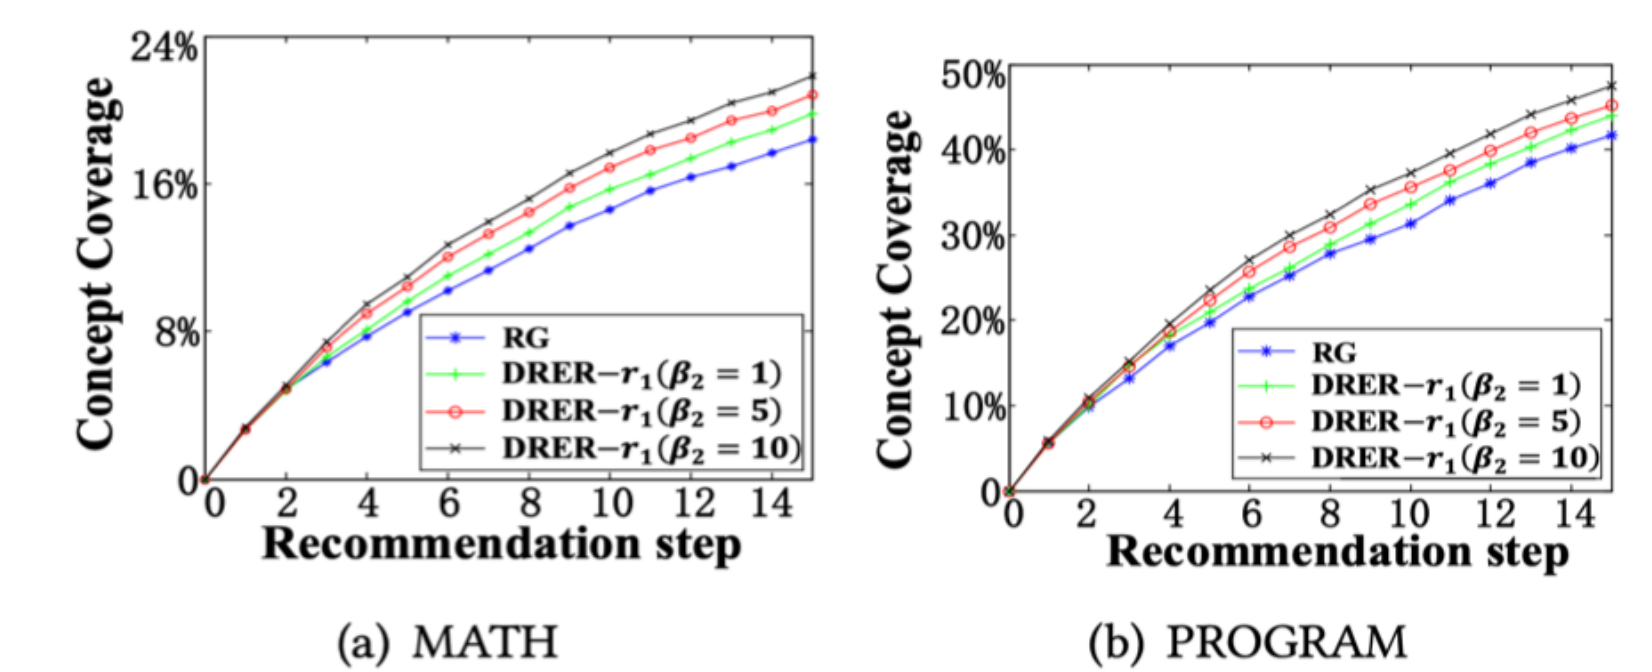 24%
16%
8%
0
Concept Coverage
RG
DRER−r₁(β₂ = 1)
DRER−r₁(β₂ = 5)
DRER−r₁(β₂ = 10)
0 2 4 6 8 10 12 14
Recommendation step
(a) MATH
50%
40%
30%
20%
10%
0
Concept Coverage
RG
DRER−r₁(β₂ = 1)
DRER−r₁(β₂ = 5)
DRER−r₁(β₂ = 10)
0 2 4 6 8 10 12 14
Recommendation step
(b) PROGRAM